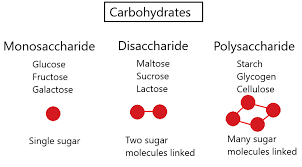 Carbohydrates
Monosaccharide
Glucose
Fructose
Galactose
Single sugar
Disaccharide
Maltose
Sucrose
Lactose
Two sugar
molecules linked
Polysaccharide
Starch
Glycogen
Cellulose
Many sugar
molecules linked